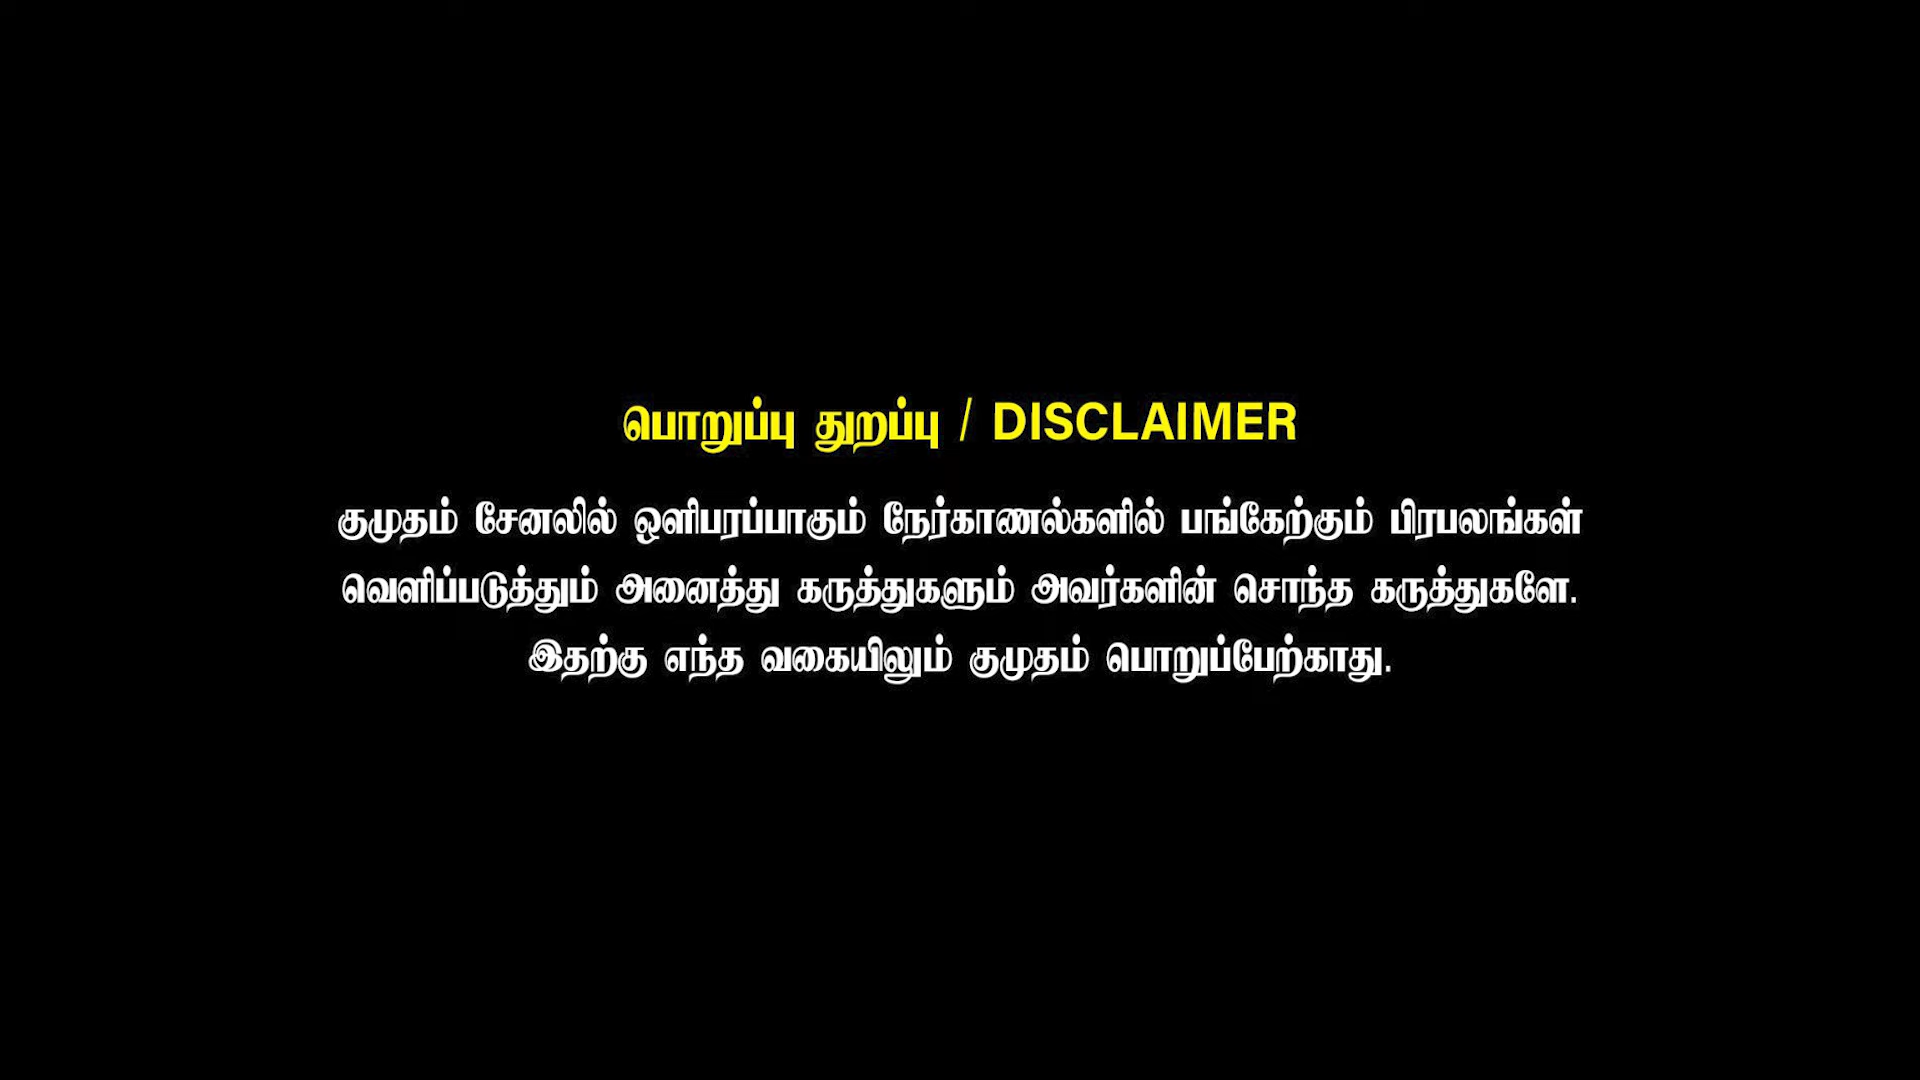 பொறுப்பு துறப்பு / DISCLAIMER
குமுதம் சேனலில் ஒளிபரப்பாகும் நேர்காணல்களில் பங்கேற்கும் பிரபலங்கள்
வெளிப்படுத்தும் அனைத்து கருத்துகளும் அவர்களின் சொந்த கருத்துகளே.
இதற்கு எந்த வகையிலும் குமுதம் பொறுப்பேற்காது.